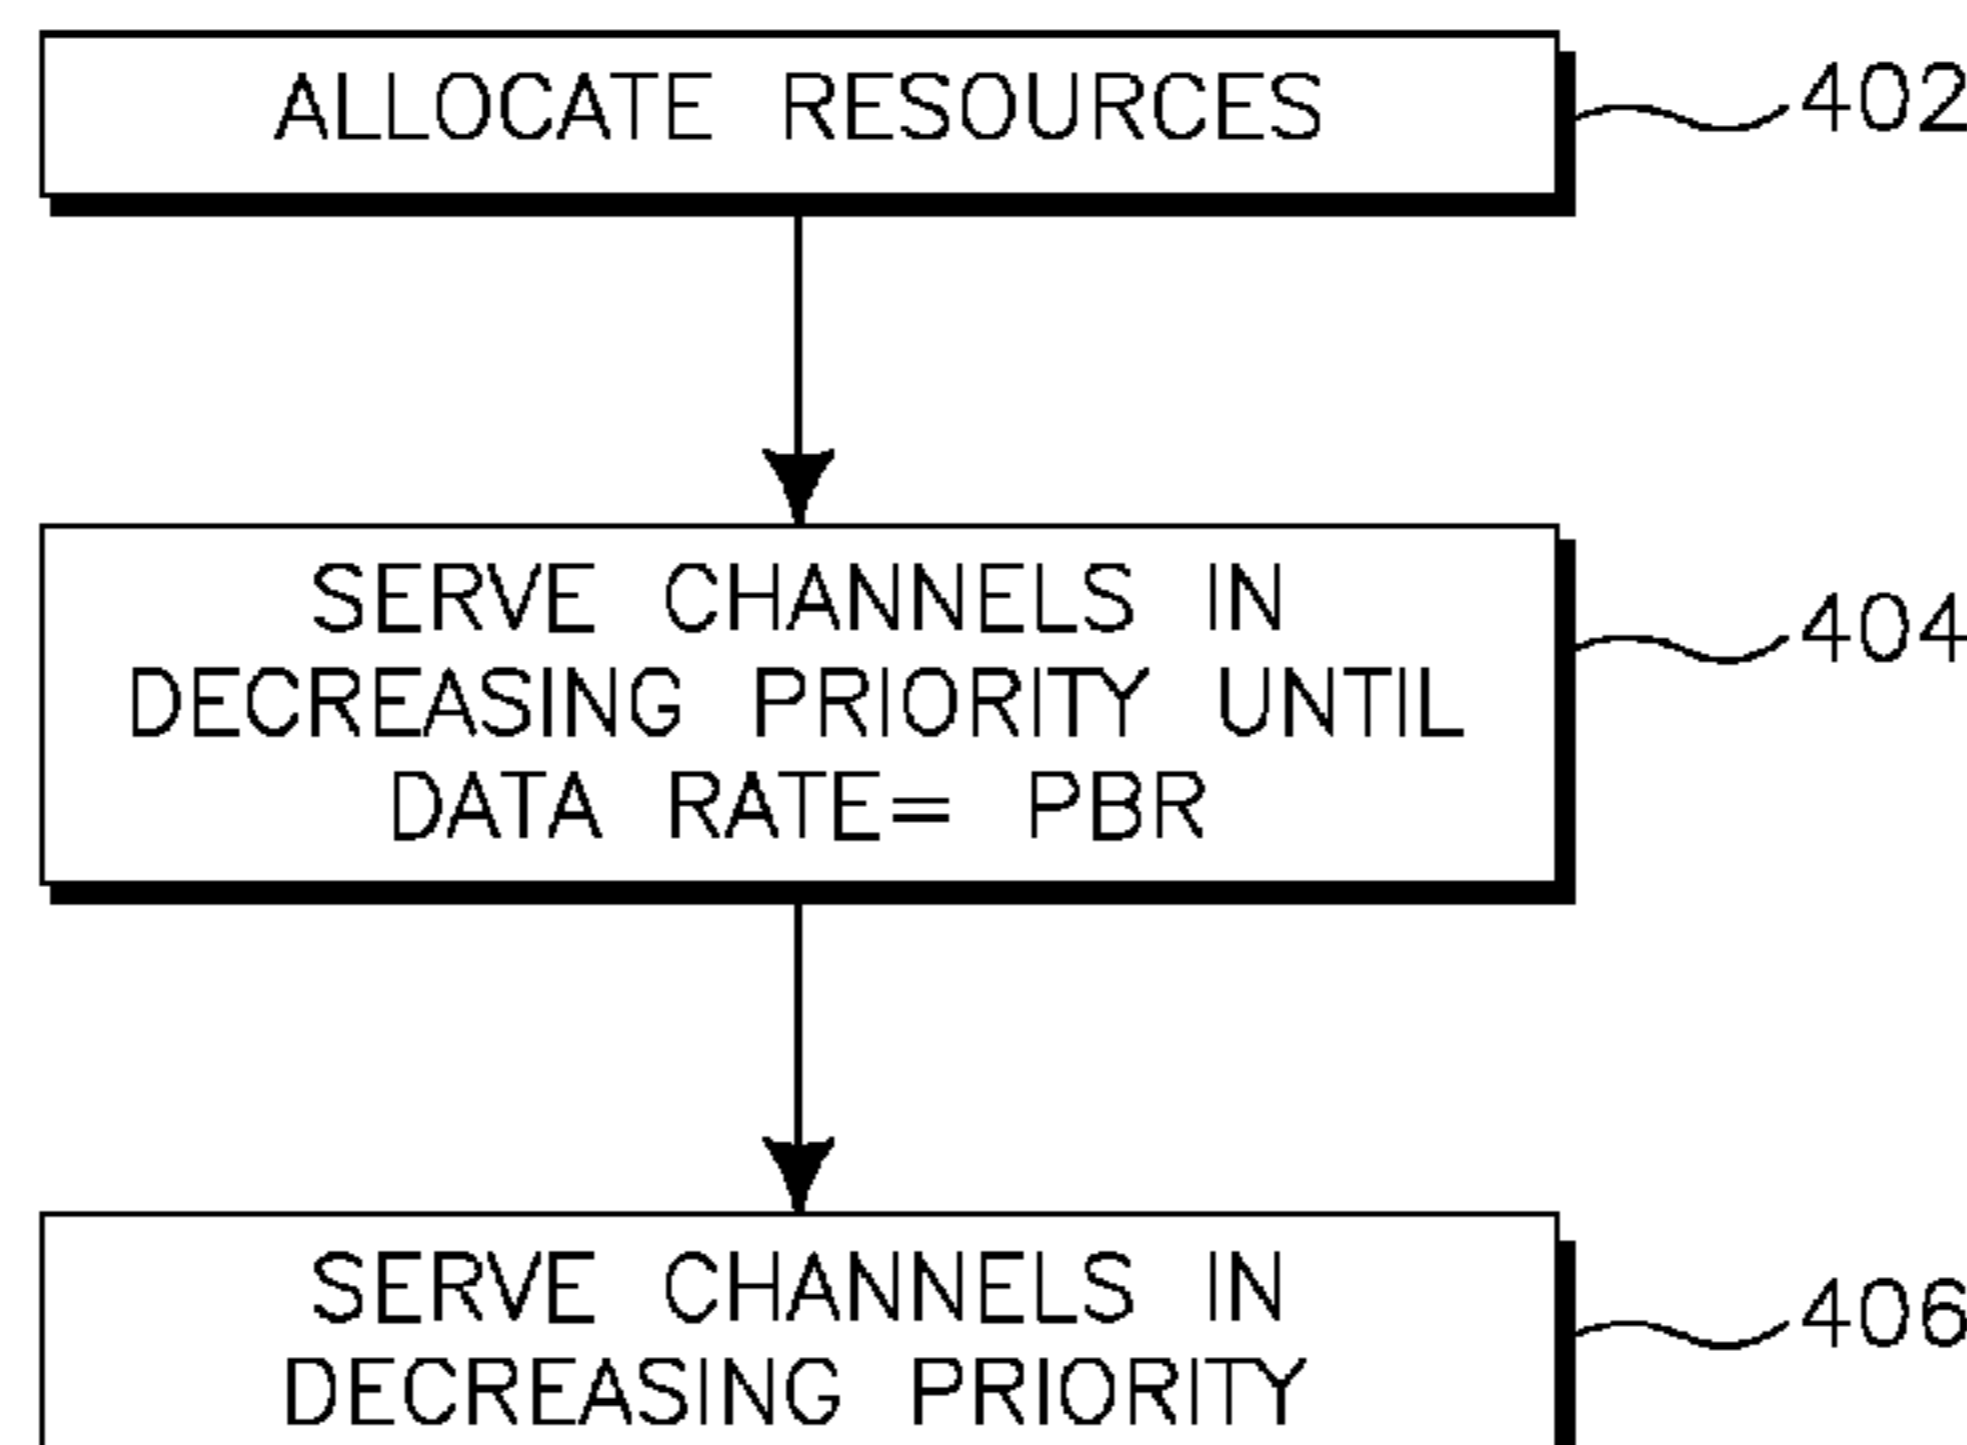 ALLOCATE RESOURCES
402
SERVE CHANNELS IN
DECREASING PRIORITY UNTIL
DATA RATE= PBR
404
SERVE CHANNELS IN
DECREASING PRIORITY
406